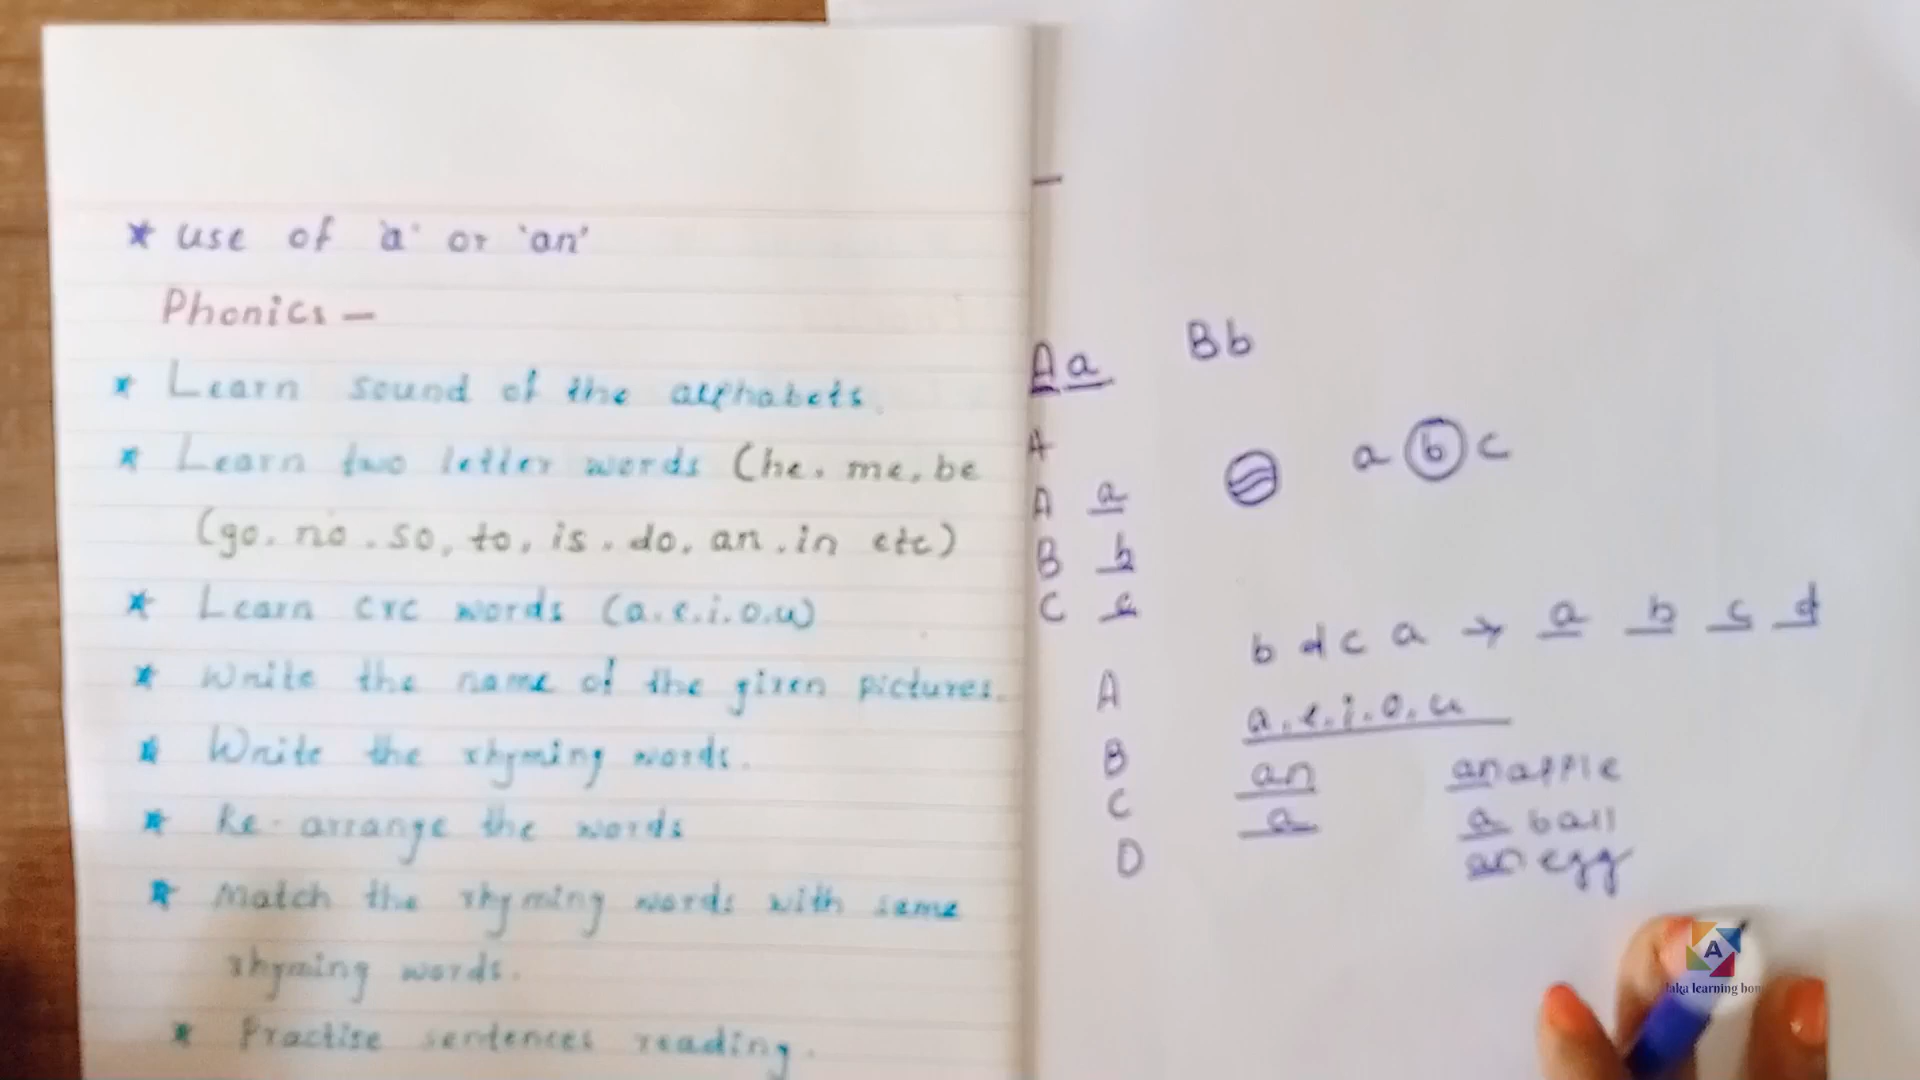 * use of 'a' or 'an'
Phonics —
* Learn sound of the alphabets.
* Learn two letter words (he, me, be
(go, no, so, to, is, do, an, in etc)
* Learn cvc words (a.e.i.o.u)
* Write the name of the given pictures.
* Write the rhyming words.
* Re-arrange the words
* Match the rhyming words with same
rhyming words.
* Practise sentences reading.
Aa Bb
A
A a
B b
C c
a b c
b d c a → a b c d
A
B
C
D
a.e.i.o.u
an an apple
a a ball
an egg
A
learning